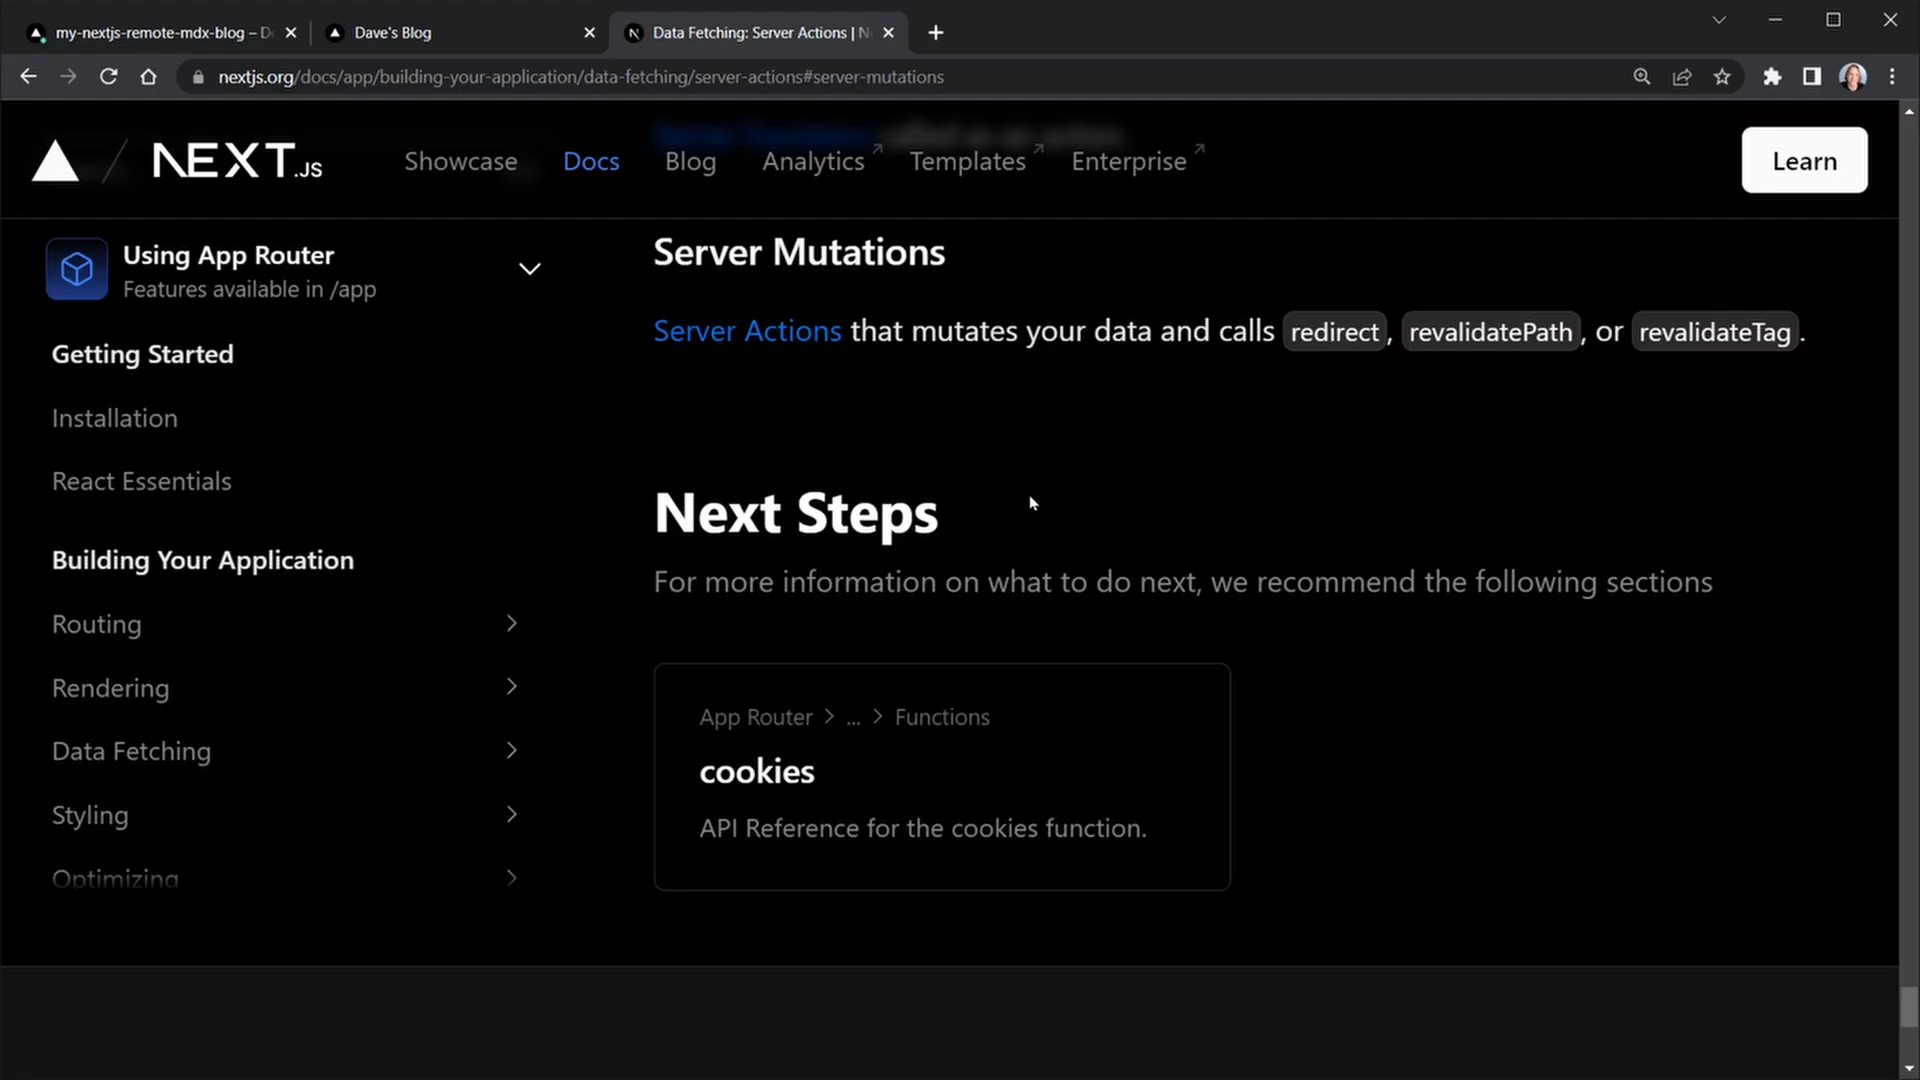 my-nextjs-remote-mdx-blog – D
Dave's Blog
Data Fetching: Server Actions | N
nextjs.org/docs/app/building-your-application/data-fetching/server-actions#server-mutations
NEXT.JS
Showcase
Docs
Blog
Analytics
Templates
Enterprise
Learn
Using App Router
Features available in /app
Getting Started
Installation
React Essentials
Building Your Application
Routing
Rendering
Data Fetching
Styling
Optimizing
Server Mutations
Server Actions that mutates your data and calls redirect, revalidatePath, or revalidateTag.
Next Steps
For more information on what to do next, we recommend the following sections
App Router > ... > Functions
cookies
API Reference for the cookies function.